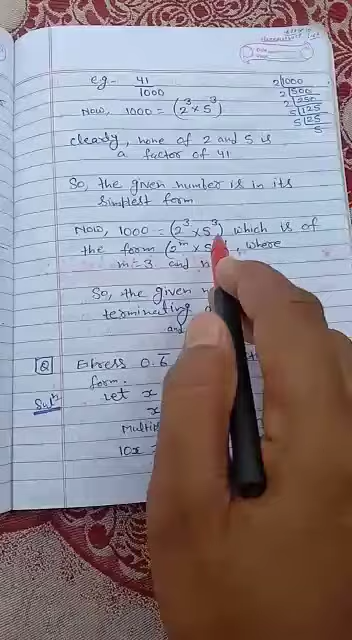 e.g- 41/1000
2 | 1000
2 | 500
2 | 250
5 | 125
5 | 25
5
Now, 1000 = (2³ × 5³)
clearly, none of 2 and 5 is
a factor of 41
So, the given number is in its
simplest form
Now, 1000 = (2³ × 5³) which is of
the form (2ᵐ × 5 , where
m = 3 and
So, the given
terminating
and
Q Exress 0.6
form.
Solⁿ Let x
x
Multip
10x =